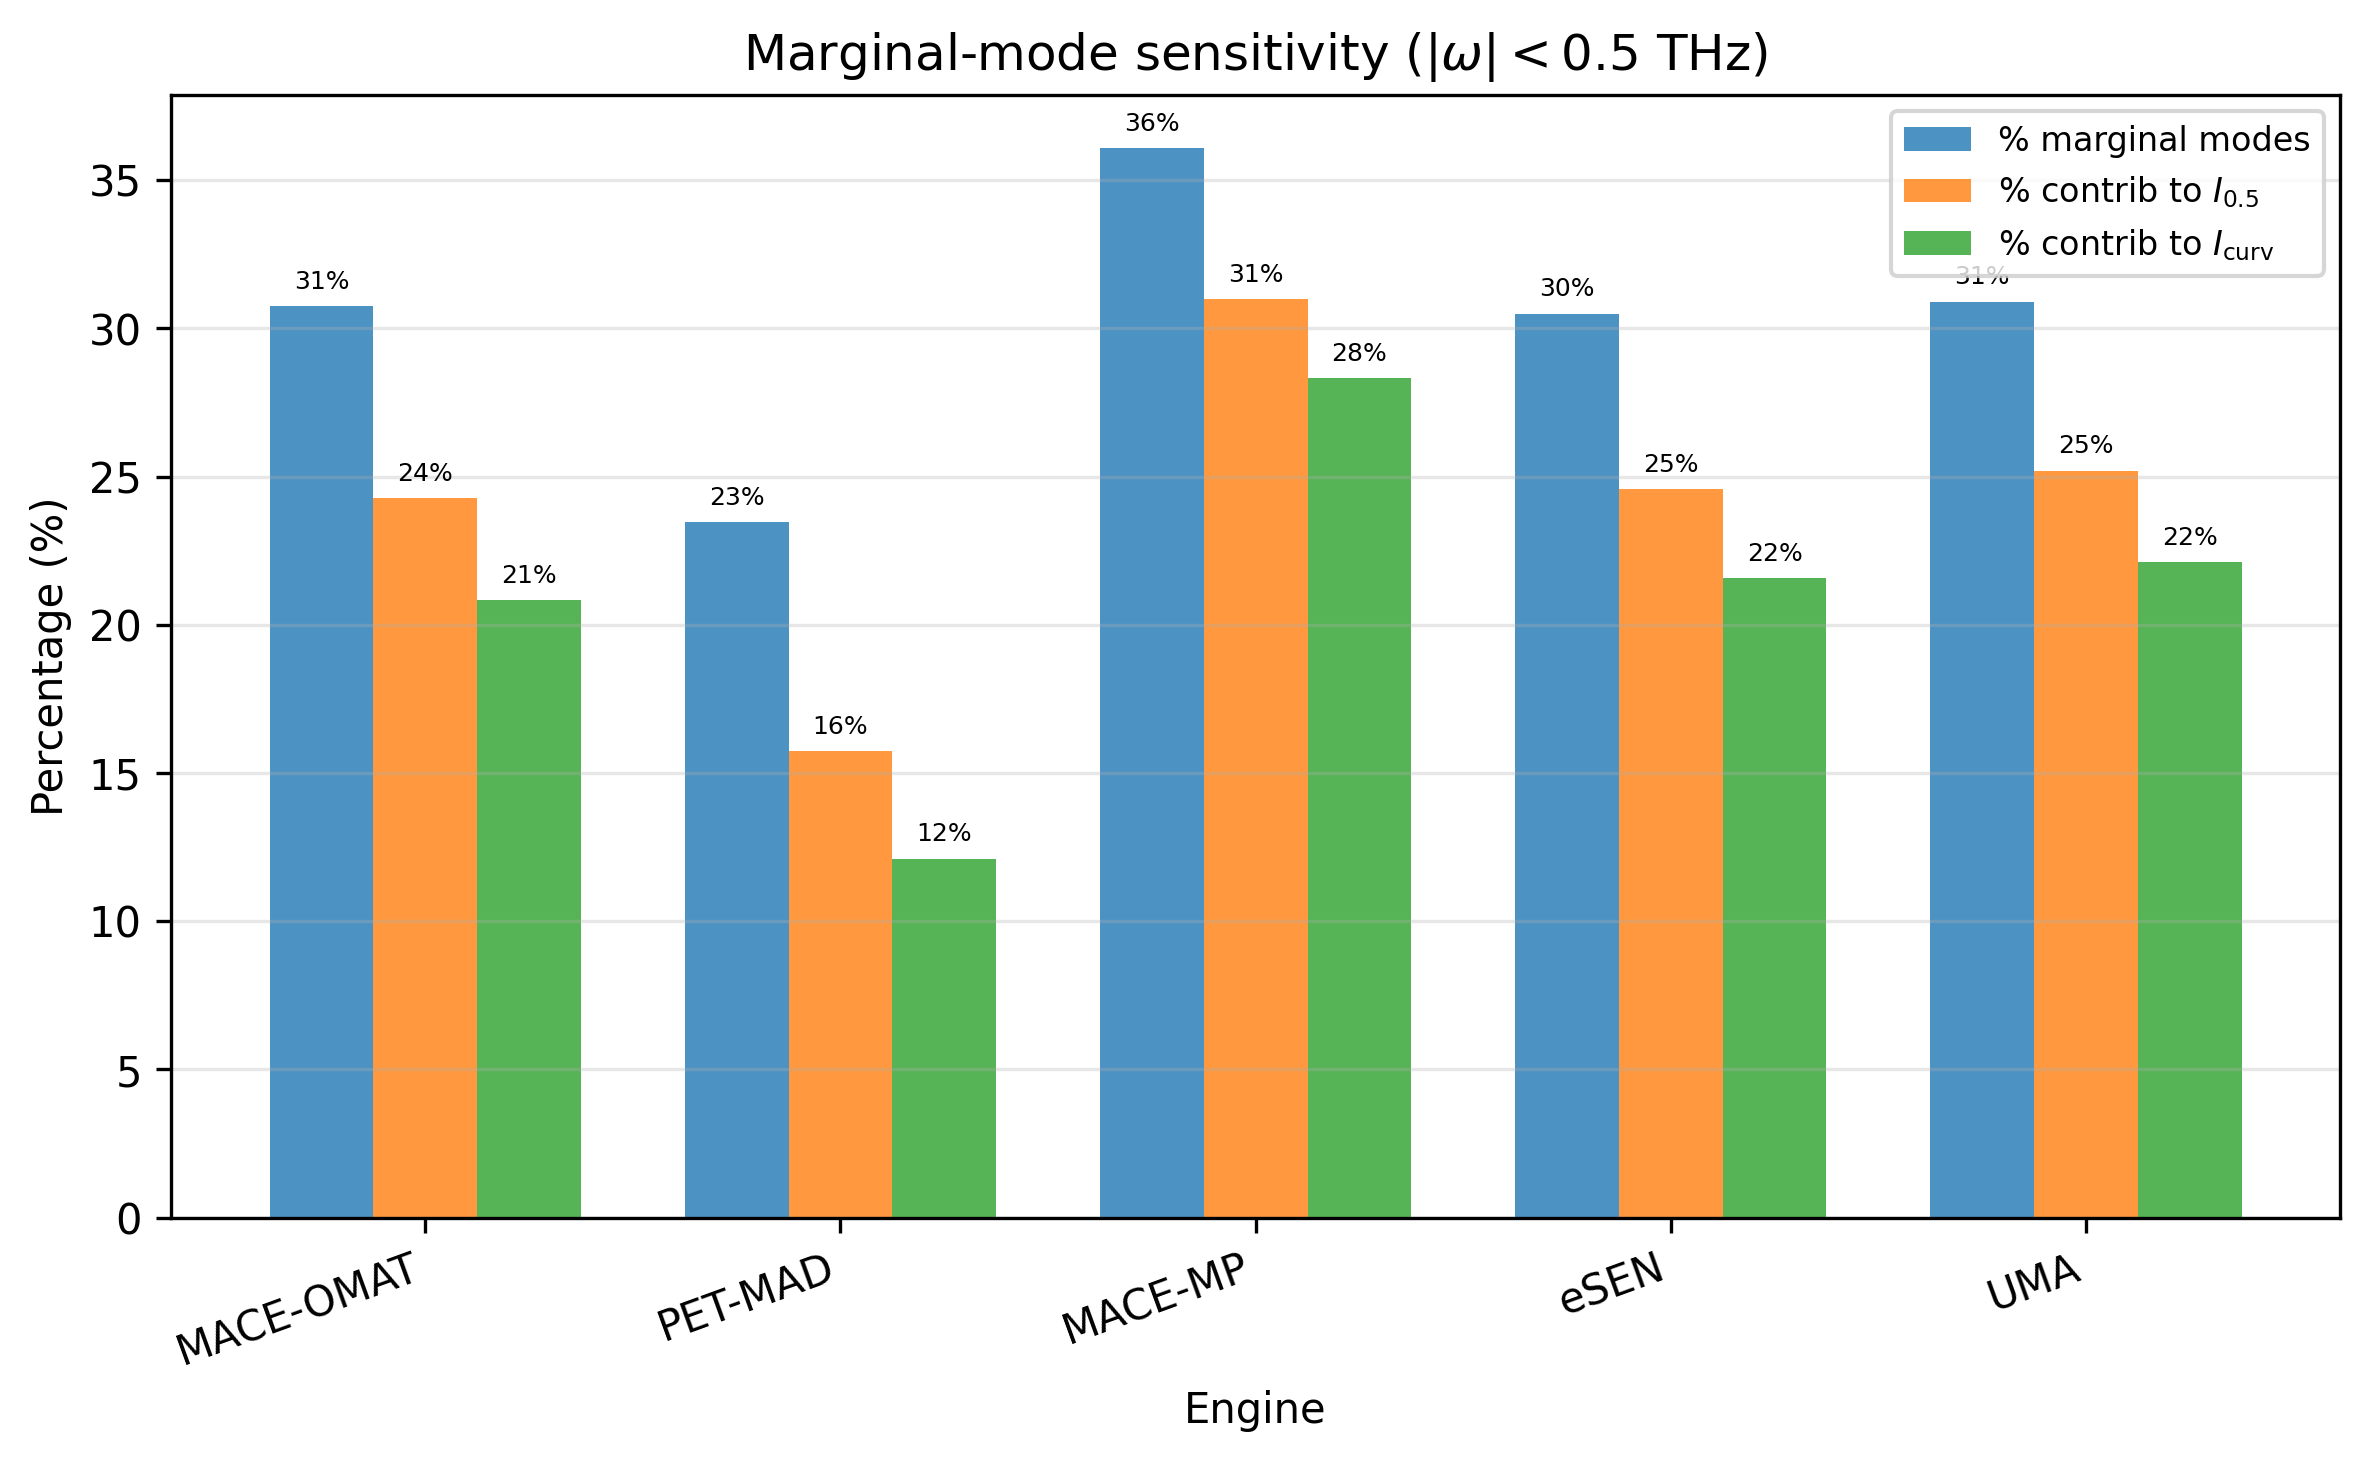 Marginal-mode sensitivity (|ω| < 0.5 THz)
% marginal modes
% contrib to I0.5
% contrib to Icurv
Percentage (%)
35
30
25
20
15
10
5
0
31%
24%
21%
23%
16%
12%
36%
31%
28%
30%
25%
22%
31%
25%
22%
MACE-OMAT
PET-MAD
MACE-MP
eSEN
UMA
Engine